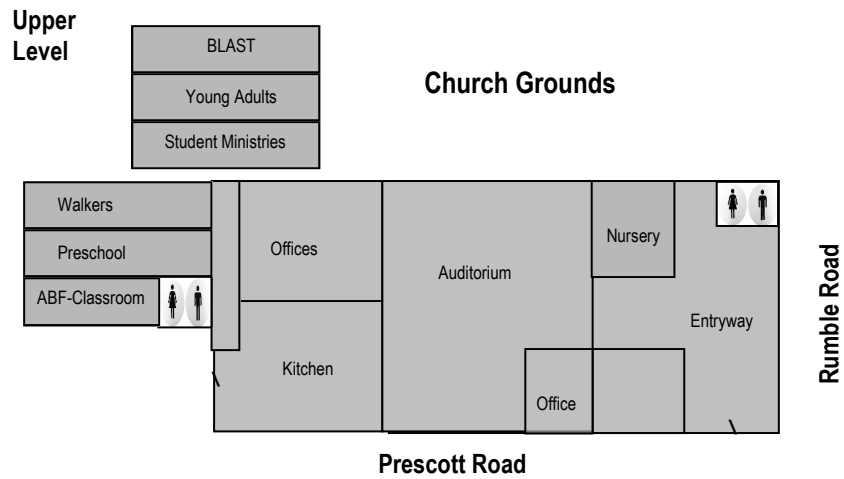 Upper
Level
BLAST
Young Adults
Student Ministries
Church Grounds
Walkers
Preschool
ABF-Classroom
Offices
Kitchen
Auditorium
Nursery
Entryway
Office
Rumble Road
Prescott Road